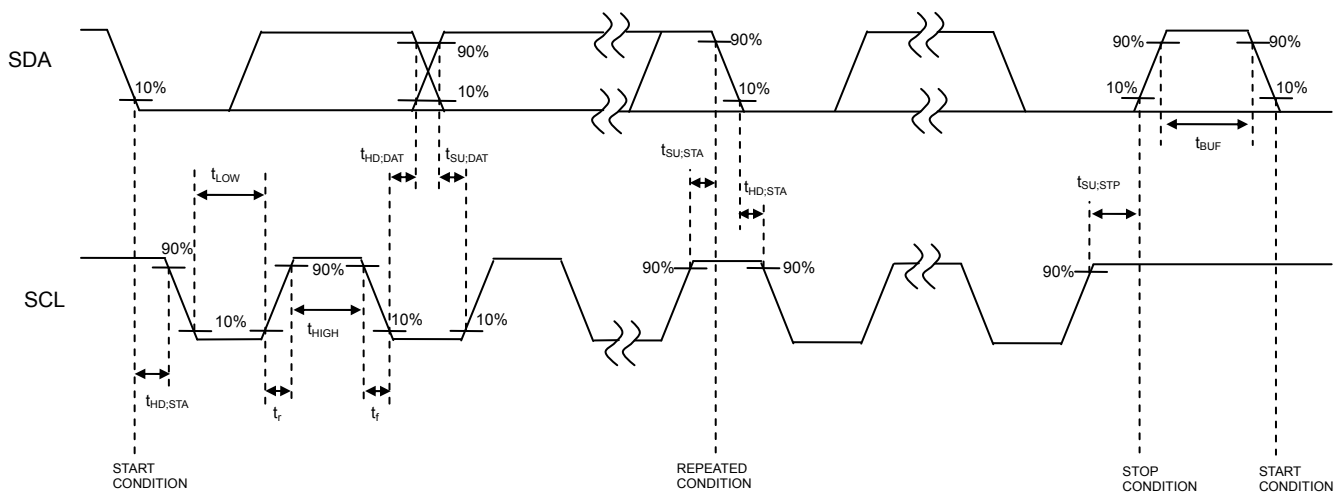 SDA
10%
90%
10%
90%
10%
90%
10%
90%
10%
tHD;DAT
tSU;DAT
tLOW
tSU;STA
tHD;STA
tBUF
tSU;STP
SCL
90%
10%
90%
tHIGH
10%
10%
90%
90%
90%
tHD;STA
tr
tf
START
CONDITION
REPEATED
CONDITION
STOP
CONDITION
START
CONDITION